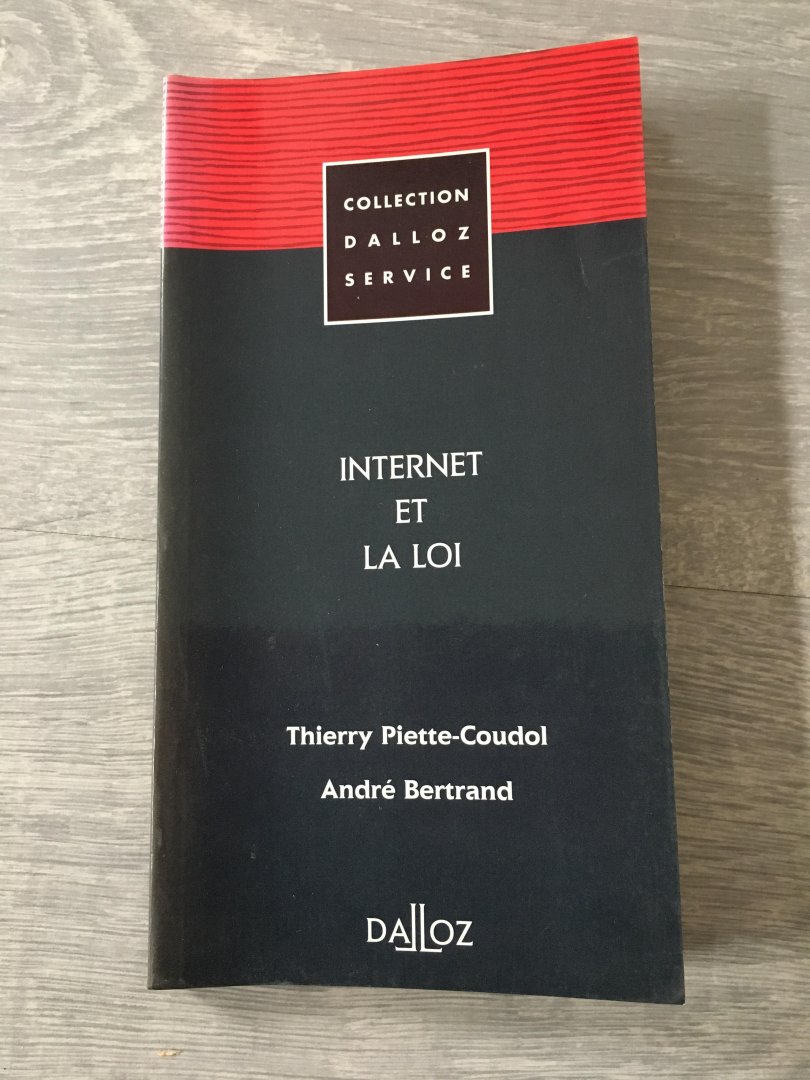 COLLECTION
DALLOZ
SERVICE
INTERNET
ET
LA LOI
Thierry Piette-Coudol
André Bertrand
DALLOZ